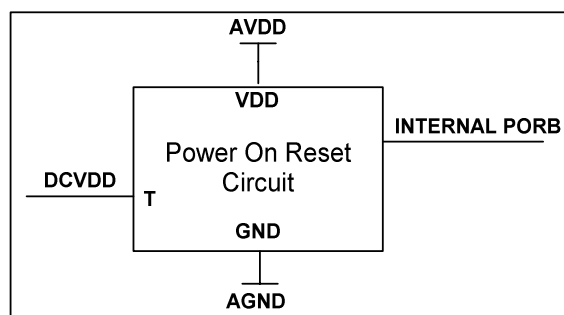 AVDD
VDD
INTERNAL PORB
Power On Reset
Circuit
DCVDD
T
GND
AGND